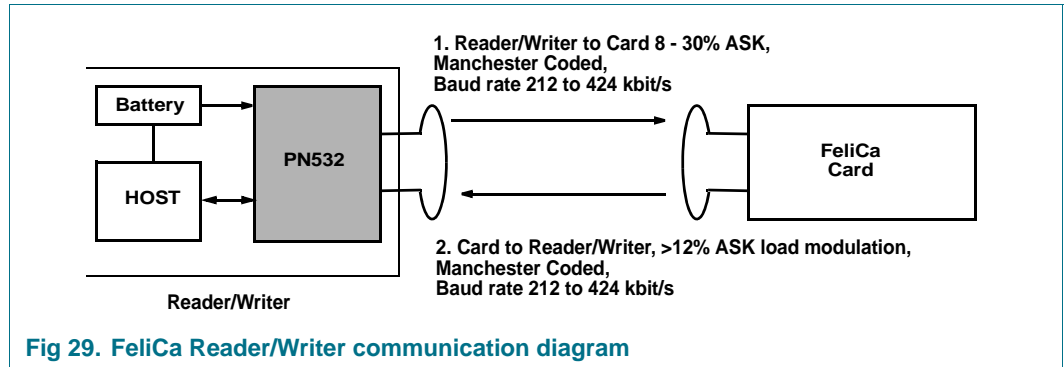 1. Reader/Writer to Card 8 - 30% ASK,
Manchester Coded,
Baud rate 212 to 424 kbit/s
Battery
PN532
HOST
FeliCa
Card
2. Card to Reader/Writer, >12% ASK load modulation,
Manchester Coded,
Baud rate 212 to 424 kbit/s
Reader/Writer
Fig 29. FeliCa Reader/Writer communication diagram